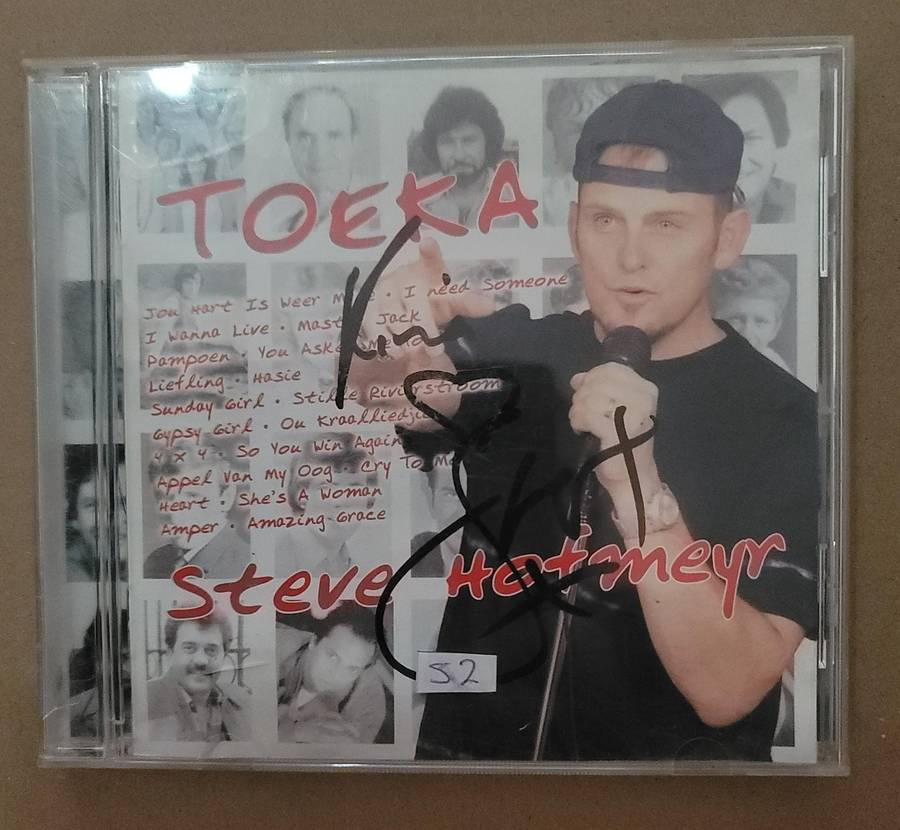 TOEKA
Jou Hart Is Weer Myne • I need Someone
I Wanna Live • Master Jack
Pampoen • You Asked Me To
Liefling • Hasie
Sunday Girl • Stille Rivierstroom
Gypsy Girl • Ou Kraalliedjie
4 x 4 • So You Win Again
Appel Van My Oog • Cry To Me
Heart • She's A Woman
Amper • Amazing Grace
Kim
Steve Hofmeyr
S2